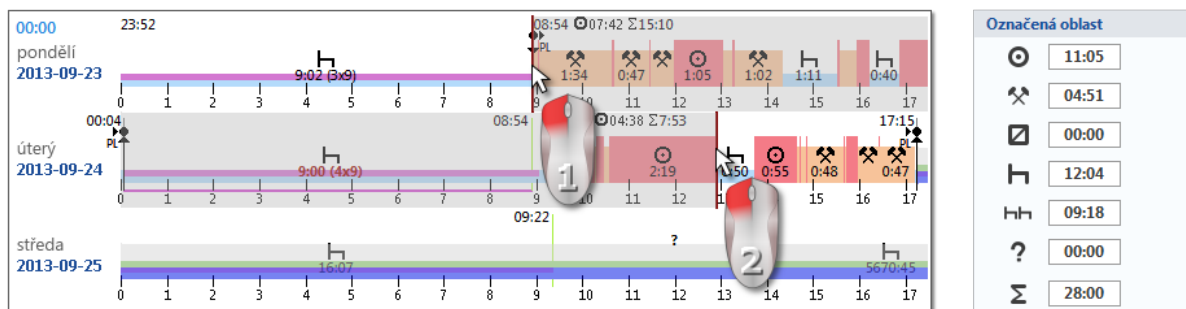 00:00 23:52 08:54 07:42 Σ15:10
pondělí PL
2013-09-23 9:02 (3x9) 1:34 0:47 1:05 1:02 1:11 0:40
0 1 2 3 4 5 6 7 8 9 10 11 12 13 14 15 16 17
00:04 08:54 04:38 Σ7:53 17:15
PL PL
úterý
2013-09-24 9:00 (4x9) 2:19 0:50 0:55 0:48 0:47
0 1 2 3 4 5 6 7 8 11 12 13 14 15 16 17
1
09:22
středa ?
2013-09-25 16:07 5670:45
0 1 2 3 4 5 6 7 8 9 10 11 12 13 14 15 16 17
2
Označená oblast
11:05
04:51
00:00
12:04
09:18
? 00:00
Σ 28:00